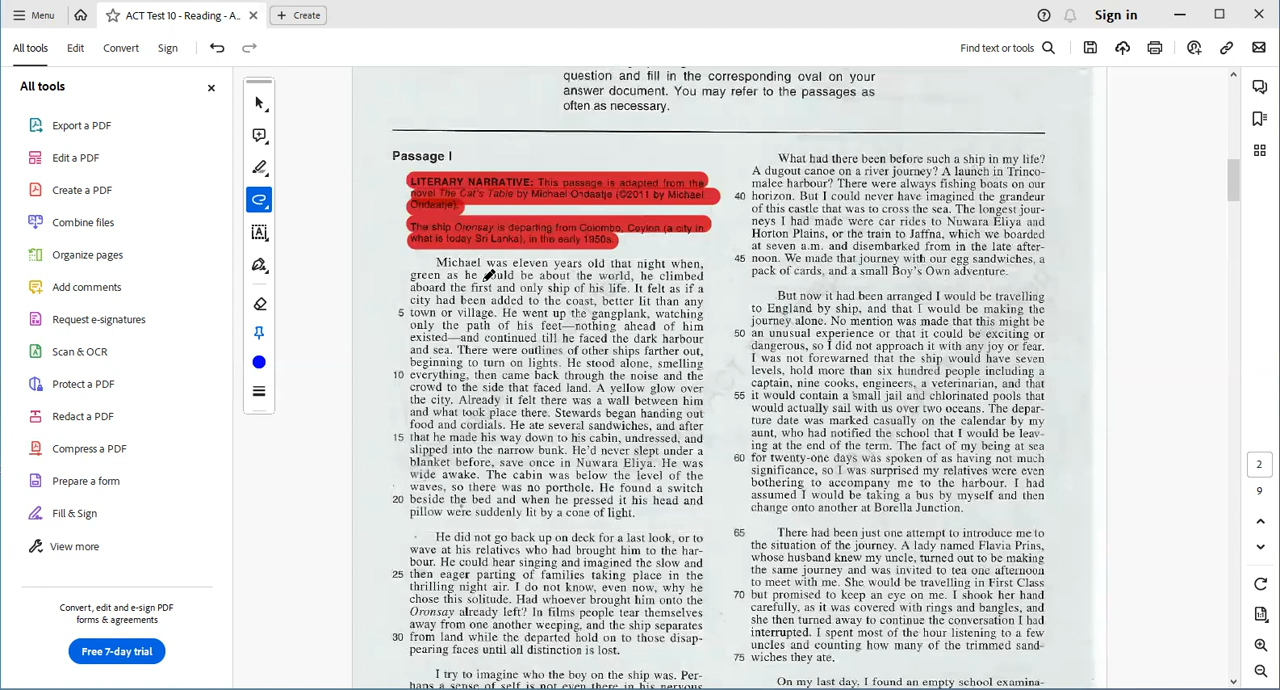 Menu
ACT Test 10 - Reading - A..
Create
Sign in
All tools
Edit
Convert
Sign
Find text or tools
All tools
Export a PDF
Edit a PDF
Create a PDF
Combine files
Organize pages
Add comments
Request e-signatures
Scan & OCR
Protect a PDF
Redact a PDF
Compress a PDF
Prepare a form
Fill & Sign
View more
Convert, edit and e-sign PDF
forms & agreements
Free 7-day trial
question and fill in the corresponding oval on your
answer document. You may refer to the passages as
often as necessary.
Passage I
LITERARY NARRATIVE: This passage is adapted from the
novel The Cat's Table by Michael Ondaatje (©2011 by Michael
Ondaatje).
The ship Oronsay is departing from Colombo, Ceylon (a city in
what is today Sri Lanka), in the early 1950s.
Michael was eleven years old that night when,
green as he could be about the world, he climbed
aboard the first and only ship of his life. It felt as if a
city had been added to the coast, better lit than any
5 town or village. He went up the gangplank, watching
only the path of his feet—nothing ahead of him
existed—and continued till he faced the dark harbour
and sea. There were outlines of other ships farther out,
beginning to turn on lights. He stood alone, smelling
10 everything, then came back through the noise and the
crowd to the side that faced land. A yellow glow over
the city. Already it felt there was a wall between him
and what took place there. Stewards began handing out
food and cordials. He ate several sandwiches, and after
15 that he made his way down to his cabin, undressed, and
slipped into the narrow bunk. He'd never slept under a
blanket before, save once in Nuwara Eliya. He was
wide awake. The cabin was below the level of the
waves, so there was no porthole. He found a switch
20 beside the bed and when he pressed it his head and
pillow were suddenly lit by a cone of light.
He did not go back up on deck for a last look, or to
wave at his relatives who had brought him to the har-
bour. He could hear singing and imagined the slow and
25 then eager parting of families taking place in the
thrilling night air. I do not know, even now, why he
chose this solitude. Had whoever brought him onto the
Oronsay already left? In films people tear themselves
away from one another weeping, and the ship separates
30 from land while the departed hold on to those disap-
pearing faces until all distinction is lost.
I try to imagine who the boy on the ship was. Per-
haps a sense of self is not even there in his nervous
What had there been before such a ship in my life?
A dugout canoe on a river journey? A launch in Trinco-
malee harbour? There were always fishing boats on our
40 horizon. But I could never have imagined the grandeur
of this castle that was to cross the sea. The longest jour-
neys I had made were car rides to Nuwara Eliya and
Horton Plains, or the train to Jaffna, which we boarded
at seven a.m. and disembarked from in the late after-
45 noon. We made that journey with our egg sandwiches, a
pack of cards, and a small Boy's Own adventure.
But now it had been arranged I would be travelling
to England by ship, and that I would be making the
journey alone. No mention was made that this might be
50 an unusual experience or that it could be exciting or
dangerous, so I did not approach it with any joy or fear.
I was not forewarned that the ship would have seven
levels, hold more than six hundred people including a
captain, nine cooks, engineers, a veterinarian, and that
55 it would contain a small jail and chlorinated pools that
would actually sail with us over two oceans. The depar-
ture date was marked casually on the calendar by my
aunt, who had notified the school that I would be leav-
ing at the end of the term. The fact of my being at sea
60 for twenty-one days was spoken of as having not much
significance, so I was surprised my relatives were even
bothering to accompany me to the harbour. I had
assumed I would be taking a bus by myself and then
change onto another at Borella Junction.
65 There had been just one attempt to introduce me to
the situation of the journey. A lady named Flavia Prins,
whose husband knew my uncle, turned out to be making
the same journey and was invited to tea one afternoon
to meet with me. She would be travelling in First Class
70 but promised to keep an eye on me. I shook her hand
carefully, as it was covered with rings and bangles, and
she then turned away to continue the conversation I had
interrupted. I spent most of the hour listening to a few
uncles and counting how many of the trimmed sand-
75 wiches they ate.
On my last day, I found an empty school examina-
2
9